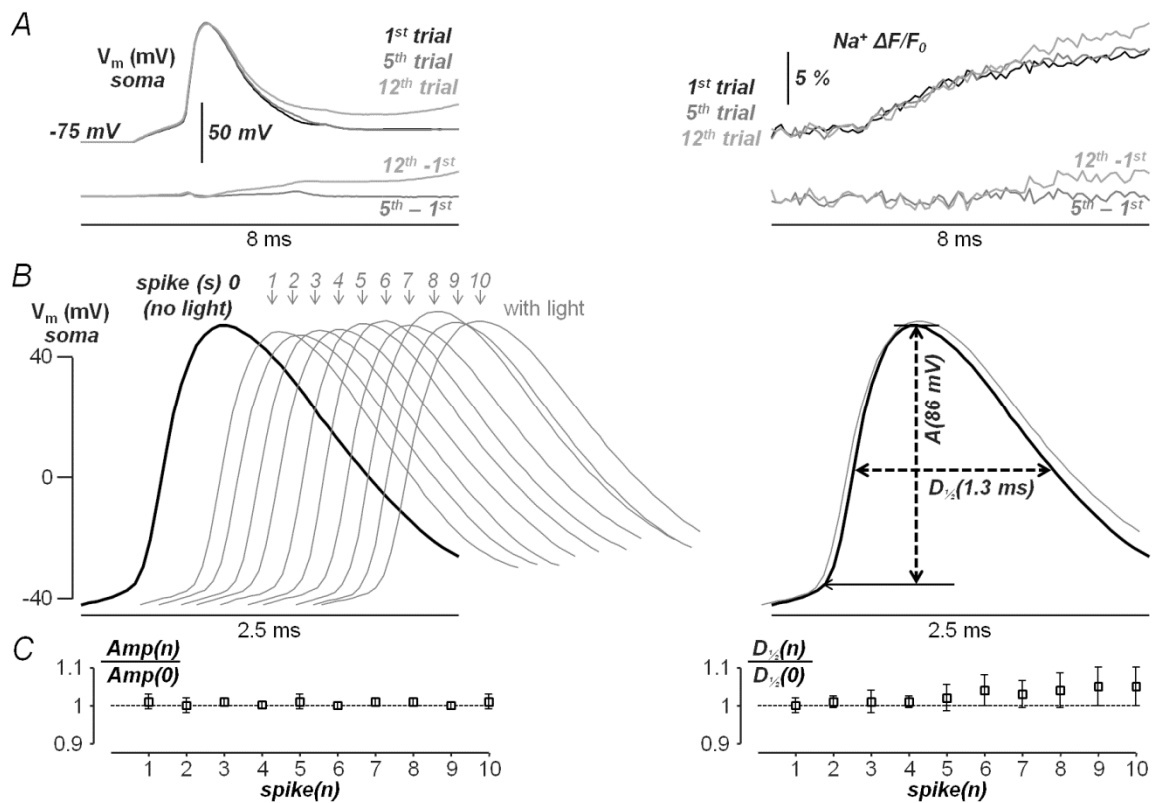 A
V_m (mV)
soma
1st trial
5th trial
12th trial
-75 mV
50 mV
12th -1st
5th – 1st
8 ms
Na+ ΔF/F0
5 %
1st trial
5th trial
12th trial
12th -1st
5th – 1st
8 ms
B
spike (s) 0
(no light)
1 2 3 4 5 6 7 8 9 10
with light
V_m (mV)
soma
40
0
-40
2.5 ms
A(86 mV)
D½(1.3 ms)
2.5 ms
C
Amp(n)
Amp(0)
1.1
1
0.9
1 2 3 4 5 6 7 8 9 10
spike(n)
D½(n)
D½(0)
1.1
1
0.9
1 2 3 4 5 6 7 8 9 10
spike(n)